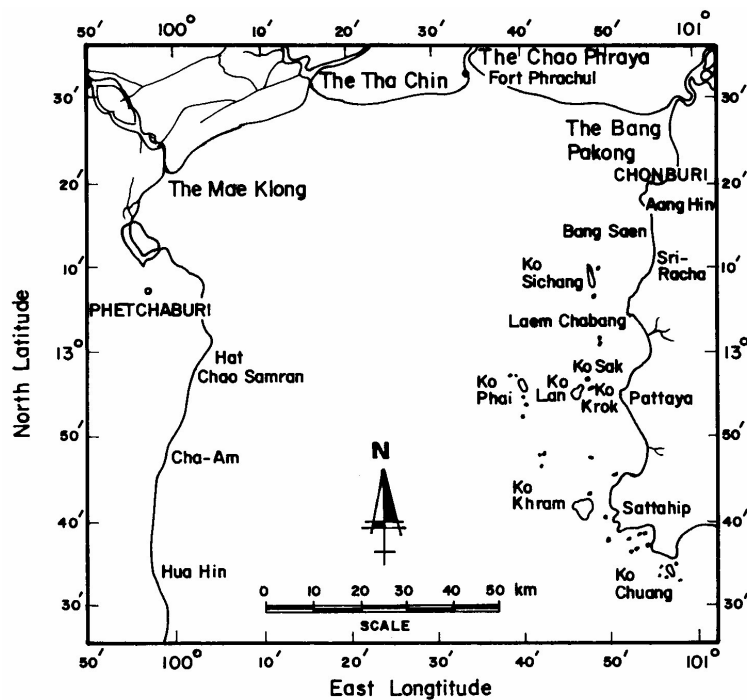 50′ 100° 10′ 20′ 30′ 40′ 50′ 101°
The Chao Phraya
Fort Phrachul
The Tha Chin
30′ 30′
The Bang
Pakong
CHONBURI
20′ 20′
The Mae Klong
Aang Hin
Bang Saen
10′ 10′
Ko
Sichang
Sri-
Racha
PHETCHABURI
Laem Chabang
North Latitude
13° 13°
Hat
Chao Samran
Ko Sak
Ko
Phai
Ko
Lan
Ko
Krok
Pattaya
50′ 50′
Cha-Am
N
Ko
Khram
Sattahip
40′ 40′
Hua Hin
Ko
Chuang
0 10 20 30 40 50 km
SCALE
30′ 30′
50′ 100° 10′ 20′ 30′ 40′ 50′ 101°
East Longtitude